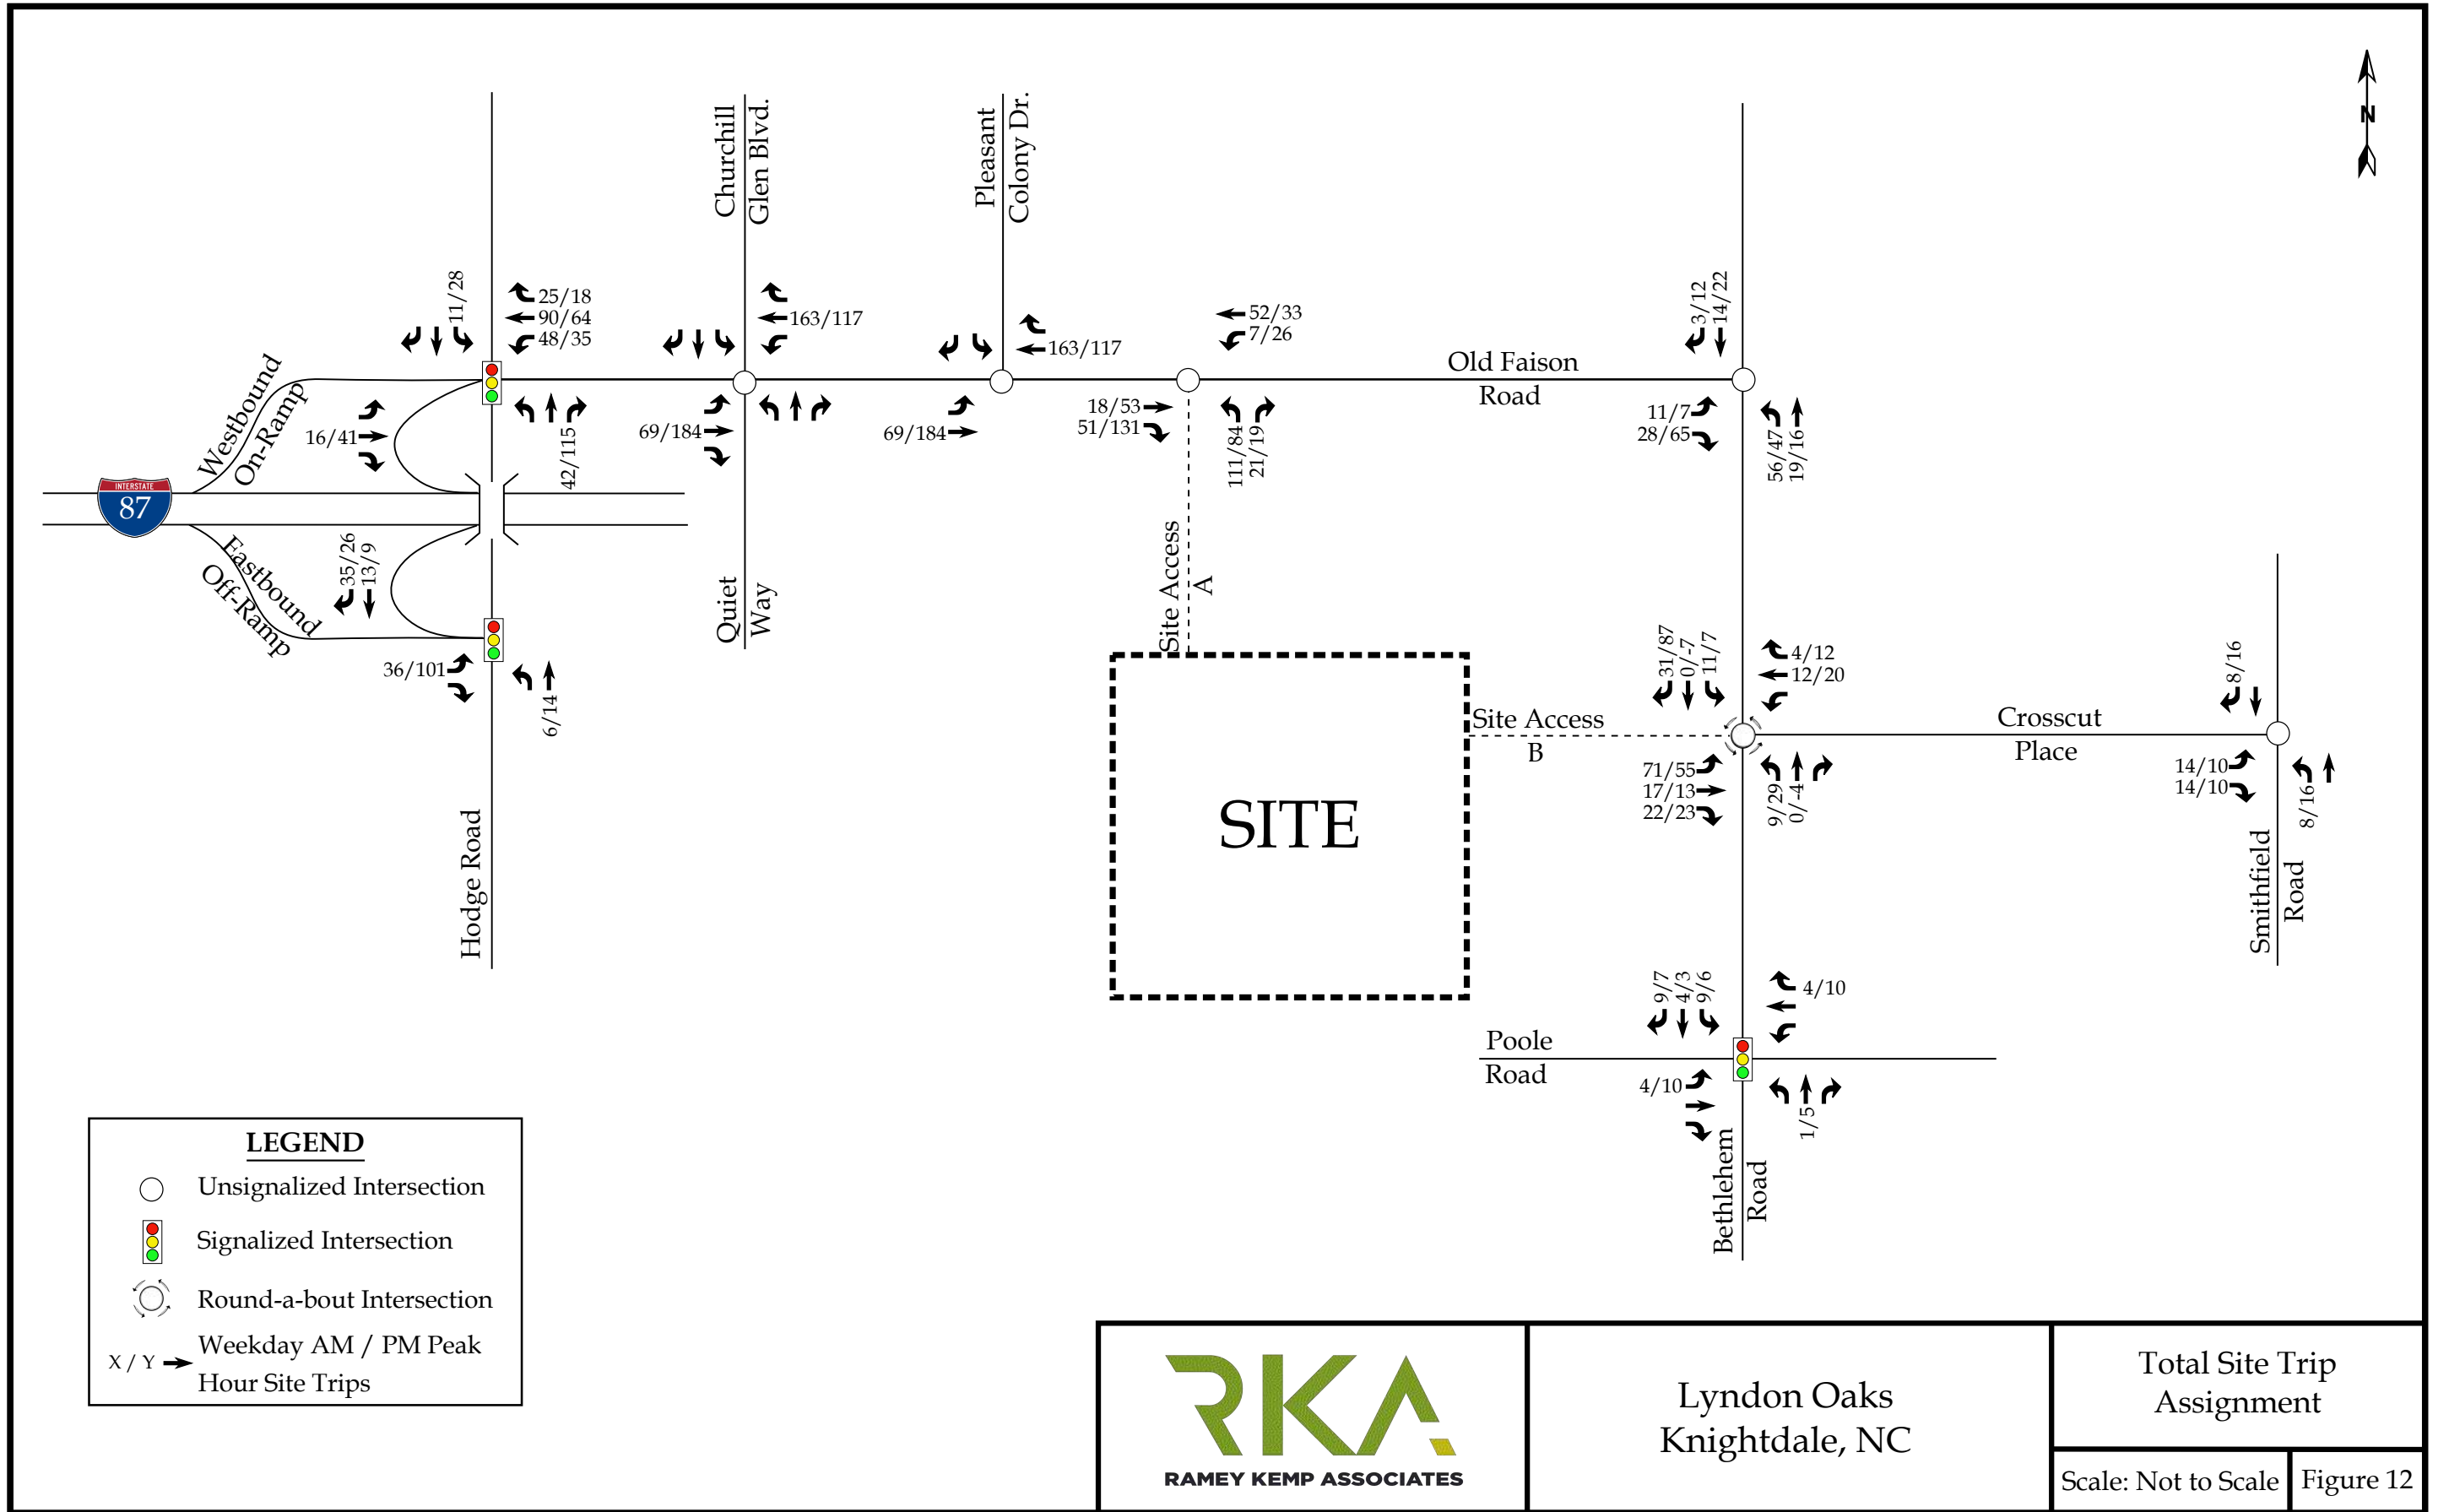 N
Churchill
Glen Blvd.
Pleasant
Colony Dr.
11/28
25/18
90/64
48/35
163/117
163/117
52/33
7/26
3/12
14/22
Old Faison
Road
Westbound
On-Ramp
16/41
42/115
69/184
69/184
18/53
51/131
111/84
21/19
11/7
28/65
56/47
19/16
INTERSTATE
87
Eastbound
Off-Ramp
35/26
13/9
36/101
6/14
Quiet
Way
Site Access
A
31/87
0/-7
11/7
4/12
12/20
8/16
Site Access
B
Crosscut
Place
71/55
17/13
22/23
9/29
0/-4
14/10
14/10
8/16
SITE
Hodge Road
Smithfield
Road
9/7
4/3
9/6
4/10
Poole
Road
4/10
1/5
Bethlehem
Road
LEGEND
Unsignalized Intersection
Signalized Intersection
Round-a-bout Intersection
X / Y
Weekday AM / PM Peak
Hour Site Trips
RKA
RAMEY KEMP ASSOCIATES
Lyndon Oaks
Knightdale, NC
Total Site Trip
Assignment
Scale: Not to Scale
Figure 12